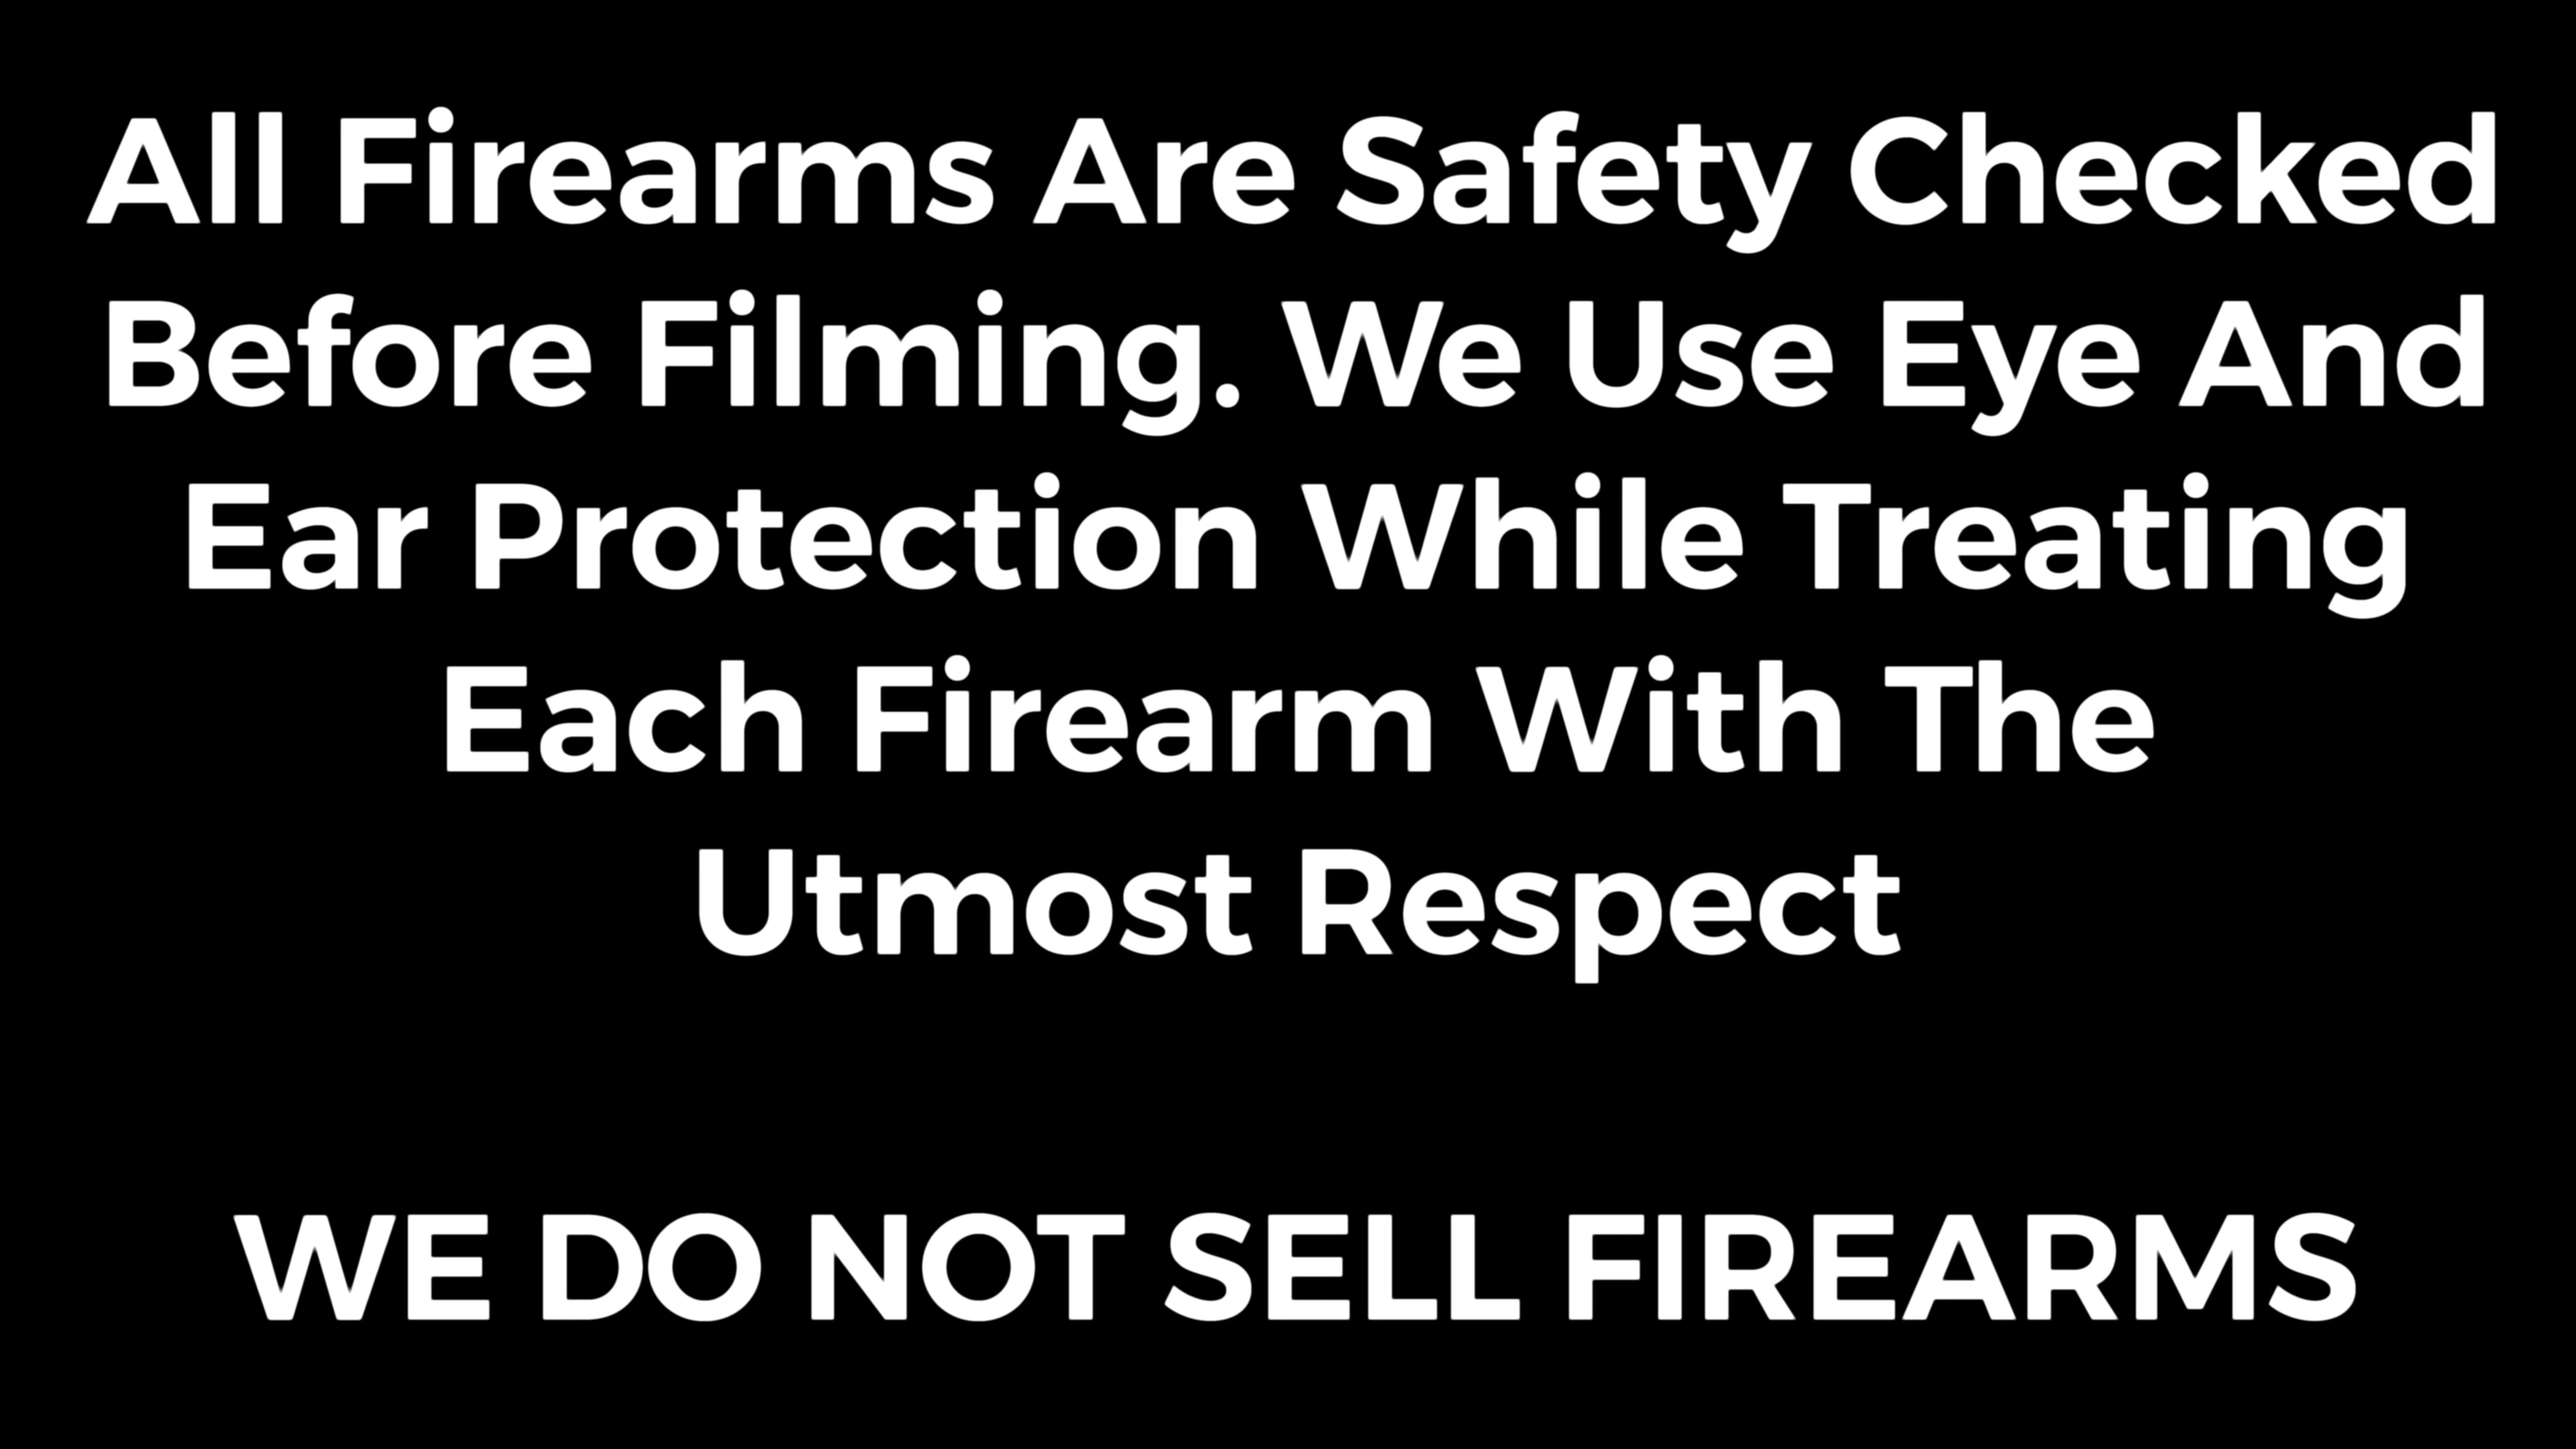 All Firearms Are Safety Checked
Before Filming. We Use Eye And
Ear Protection While Treating
Each Firearm With The
Utmost Respect
WE DO NOT SELL FIREARMS